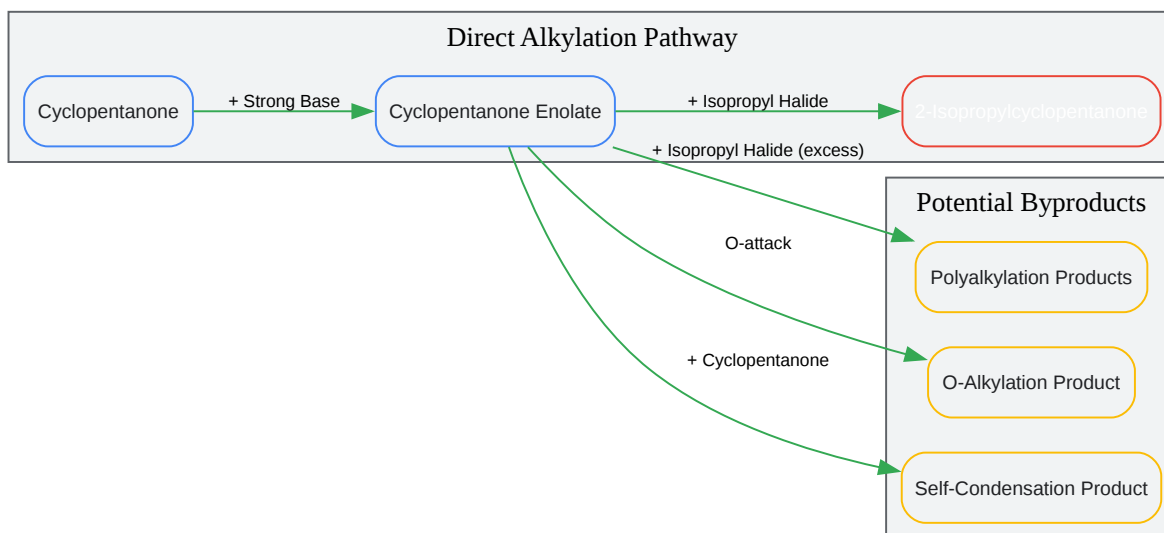 Direct Alkylation Pathway
Cyclopentanone
+ Strong Base
Cyclopentanone Enolate
+ Isopropyl Halide
2-Isopropylcyclopentanone
+ Isopropyl Halide (excess)
Potential Byproducts
O-attack
Polyalkylation Products
+ Cyclopentanone
O-Alkylation Product
Self-Condensation Product